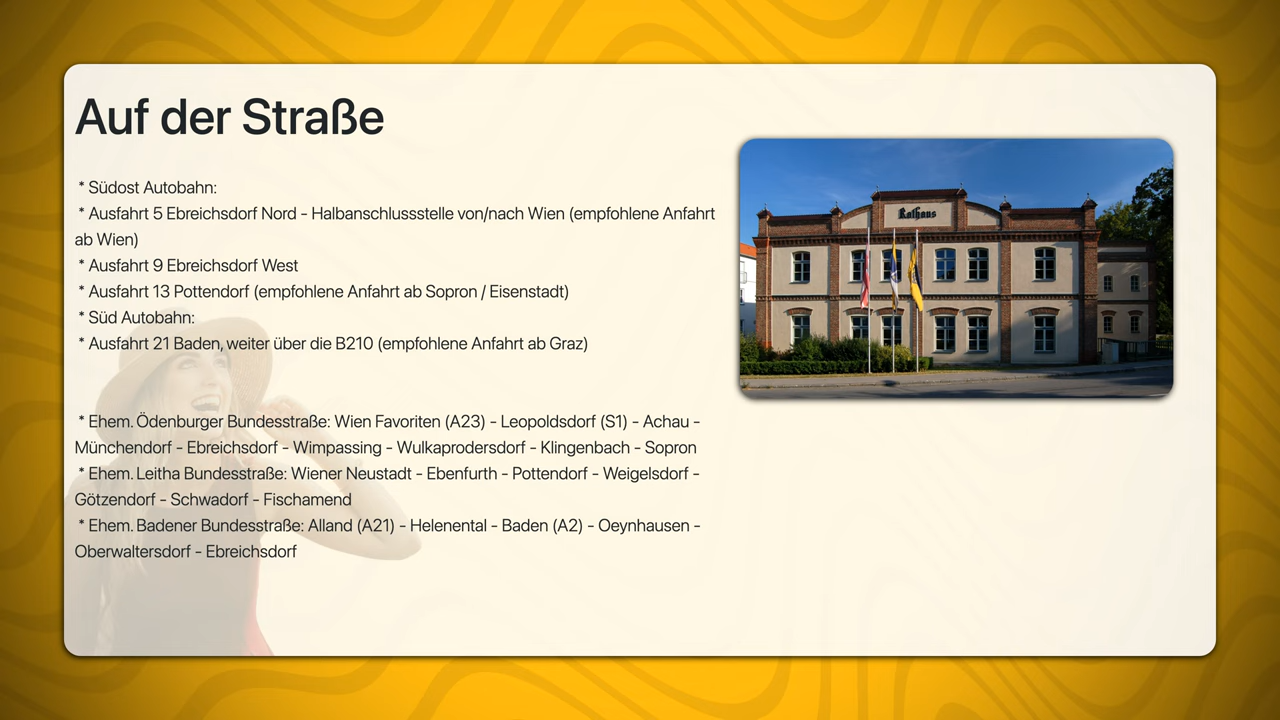 Auf der Straße
* Südost Autobahn:
* Ausfahrt 5 Ebreichsdorf Nord - Halbanschlussstelle von/nach Wien (empfohlene Anfahrt
ab Wien)
* Ausfahrt 9 Ebreichsdorf West
* Ausfahrt 13 Pottendorf (empfohlene Anfahrt ab Sopron / Eisenstadt)
* Süd Autobahn:
* Ausfahrt 21 Baden, weiter über die B210 (empfohlene Anfahrt ab Graz)
* Ehem. Ödenburger Bundesstraße: Wien Favoriten (A23) - Leopoldsdorf (S1) - Achau -
Münchendorf - Ebreichsdorf - Wimpassing - Wulkaprodersdorf - Klingenbach - Sopron
* Ehem. Leitha Bundesstraße: Wiener Neustadt - Ebenfurth - Pottendorf - Weigelsdorf -
Götzendorf - Schwadorf - Fischamend
* Ehem. Badener Bundesstraße: Alland (A21) - Helenental - Baden (A2) - Oeynhausen -
Oberwaltersdorf - Ebreichsdorf
Rathaus